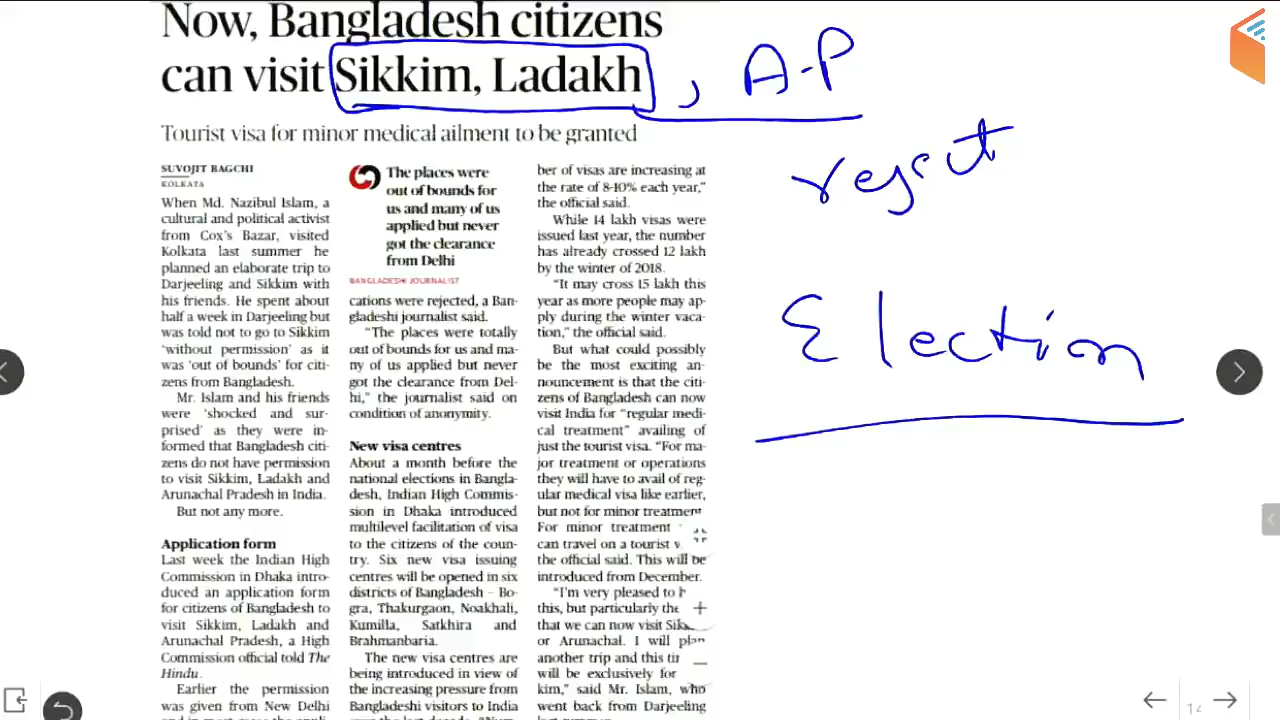 Now, Bangladesh citizens
can visit Sikkim, Ladakh
, A-P
Tourist visa for minor medical ailment to be granted
reject
Election
SUVOJIT BAGCHI
KOLKATA
When Md. Nazibul Islam, a
cultural and political activist
from Cox's Bazar, visited
Kolkata last summer he
planned an elaborate trip to
Darjeeling and Sikkim with
his friends. He spent about
half a week in Darjeeling but
was told not to go to Sikkim
'without permission' as it
was 'out of bounds' for citi-
zens from Bangladesh.
Mr. Islam and his friends
were 'shocked and sur-
prised' as they were in-
formed that Bangladesh citi-
zens do not have permission
to visit Sikkim, Ladakh and
Arunachal Pradesh in India.
But not any more.
Application form
Last week the Indian High
Commission in Dhaka intro-
duced an application form
for citizens of Bangladesh to
visit Sikkim, Ladakh and
Arunachal Pradesh, a High
Commission official told The
Hindu.
Earlier the permission
was given from New Delhi
The places were
out of bounds for
us and many of us
applied but never
got the clearance
from Delhi
BANGLADESHI JOURNALIST
cations were rejected, a Ban-
gladeshi journalist said.
"The places were totally
out of bounds for us and ma-
ny of us applied but never
got the clearance from Del-
hi," the journalist said on
condition of anonymity.
New visa centres
About a month before the
national elections in Bangla-
desh, Indian High Commis-
sion in Dhaka introduced
multilevel facilitation of visa
to the citizens of the coun-
try. Six new visa issuing
centres will be opened in six
districts of Bangladesh – Bo-
gra, Thakurgaon, Noakhali,
Kumilla, Satkhira and
Brahmanbaria.
The new visa centres are
being introduced in view of
the increasing pressure from
Bangladeshi visitors to India
ber of visas are increasing at
the rate of 8-10% each year,"
the official said.
While 14 lakh visas were
issued last year, the number
has already crossed 12 lakh
by the winter of 2018.
"It may cross 15 lakh this
year as more people may ap-
ply during the winter vaca-
tion," the official said.
But what could possibly
be the most exciting an-
nouncement is that the citi-
zens of Bangladesh can now
visit India for "regular medi-
cal treatment" availing of
just the tourist visa. "For ma-
jor treatment or operations
they will have to avail of reg-
ular medical visa like earlier,
but not for minor treatment
For minor treatment
can travel on a tourist v
the official said. This will be
introduced from December.
"I'm very pleased to
this, but particularly the
that we can now visit
or Arunachal. I will plan
another trip and this
will be exclusively for
kim," said Mr. Islam, who
went back from Darjeeling